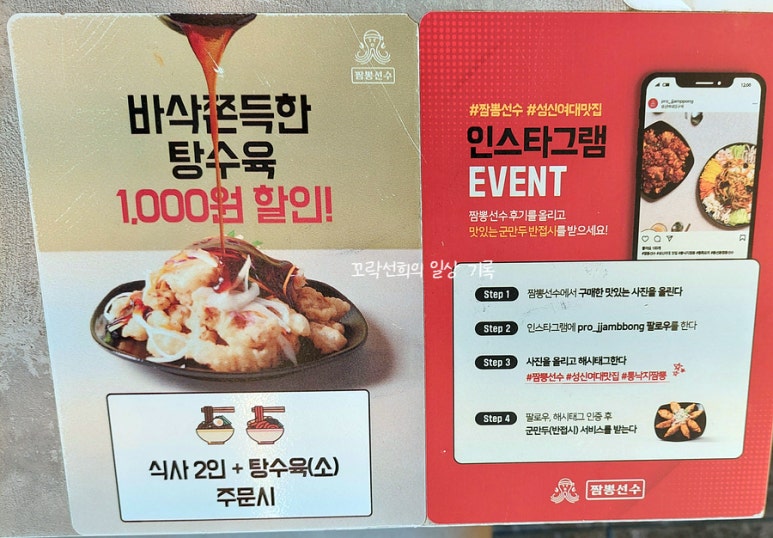 짬뽕선수
바삭쫀득한
탕수육
1,000원 할인!
식사 2인 + 탕수육(소)
주문시
#짬뽕선수 #성신여대맛집
인스타그램
EVENT
짬뽕선수 후기를 올리고
맛있는 군만두 반접시를 받으세요!
12:00
pro_jjambbong
Step 1 짬뽕선수에서 구매한 맛있는 사진을 올린다
Step 2 인스타그램에 pro_jjambbong 팔로우를 한다
Step 3 사진을 올리고 해시태그한다
#짬뽕선수 #성신여대맛집 #통낙지짬뽕
Step 4 팔로우, 해시태그 인증 후
군만두(반접시) 서비스를 받는다
짬뽕선수
꼬락선희의 일상 기록